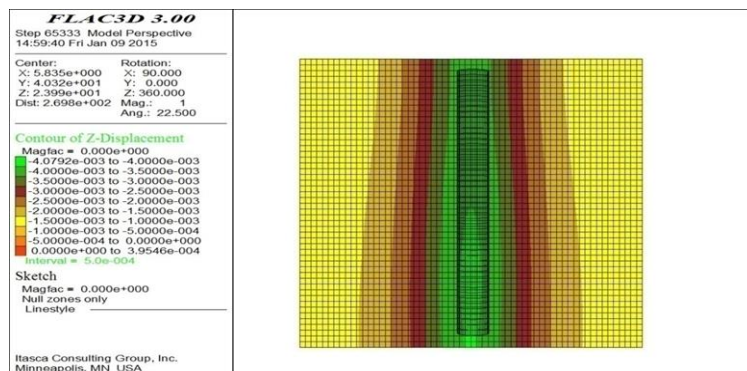 FLAC3D 3.00
Step 65333 Model Perspective
14:59:40 Fri Jan 09 2015
Center: Rotation:
X: 5.835e+000 X: 90.000
Y: 4.032e+001 Y: 0.000
Z: 2.399e+001 Z: 360.000
Dist: 2.698e+002 Mag.: 1
Ang.: 22.500
Contour of Z-Displacement
Magfac = 0.000e+000
-4.0792e-003 to -4.0000e-003
-4.0000e-003 to -3.5000e-003
-3.5000e-003 to -3.0000e-003
-3.0000e-003 to -2.5000e-003
-2.5000e-003 to -2.0000e-003
-2.0000e-003 to -1.5000e-003
-1.5000e-003 to -1.0000e-003
-1.0000e-003 to -5.0000e-004
-5.0000e-004 to 0.0000e+000
0.0000e+000 to 3.9546e-004
Interval = 5.0e-004
Sketch
Magfac = 0.000e+000
Null zones only
Linestyle
Itasca Consulting Group, Inc.
Minneapolis, MN USA